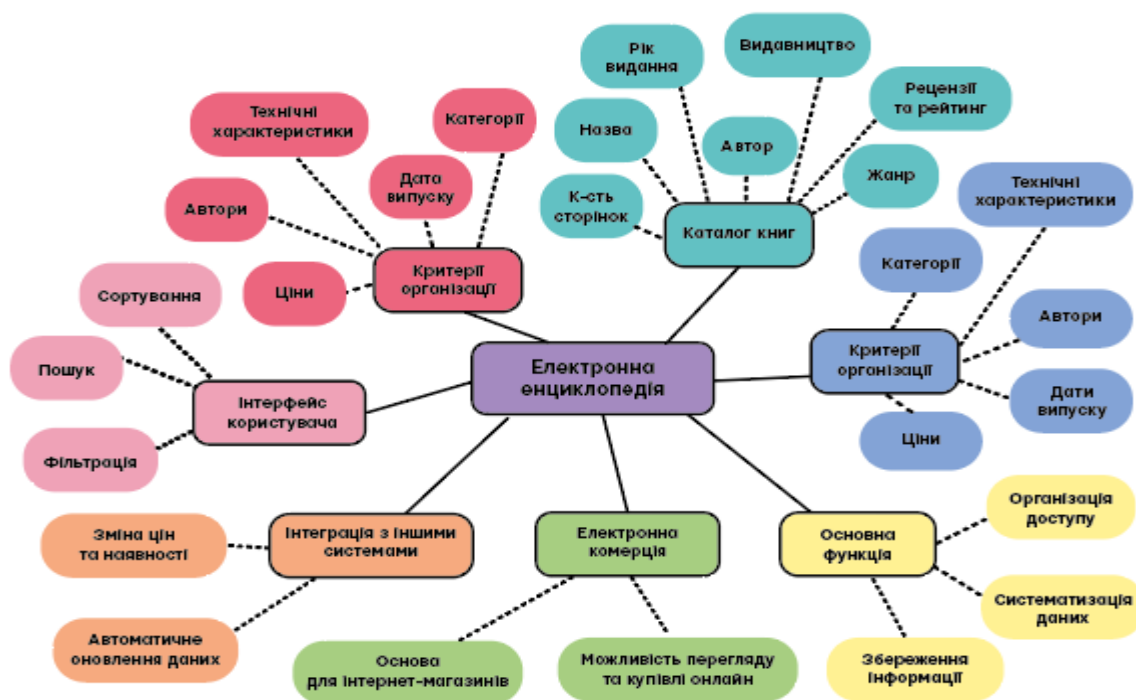 Рік
видання
Видавництво
Рецензії
та рейтинг
Назва
Автор
Жанр
К-сть
сторінок
Каталог книг
Технічні
характеристики
Категорії
Дата
випуску
Автори
Ціни
Критерії
організації
Технічні
характеристики
Категорії
Автори
Дати
випуску
Ціни
Критерії
організації
Електронна
енциклопедія
Сортування
Пошук
Фільтрація
Інтерфейс
користувача
Зміна цін
та наявності
Автоматичне
оновлення даних
Інтеграція з іншими
системами
Електронна
комерція
Основа
для інтернет-магазинів
Можливість перегляду
та купівлі онлайн
Основна
функція
Організація
доступу
Систематизація
даних
Збереження
інформації